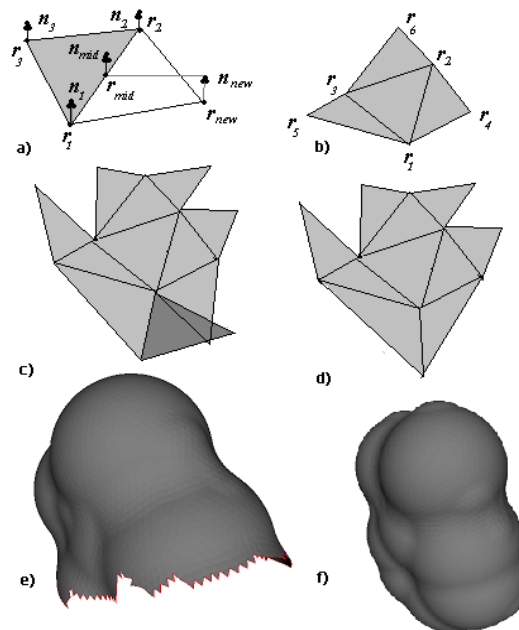 n3 n2 r2
r3 nmid
n1 rmid nnew
r1 rnew
a)
r6
r3 r2
r5 r4
r1
b)
c)
d)
e)
f)